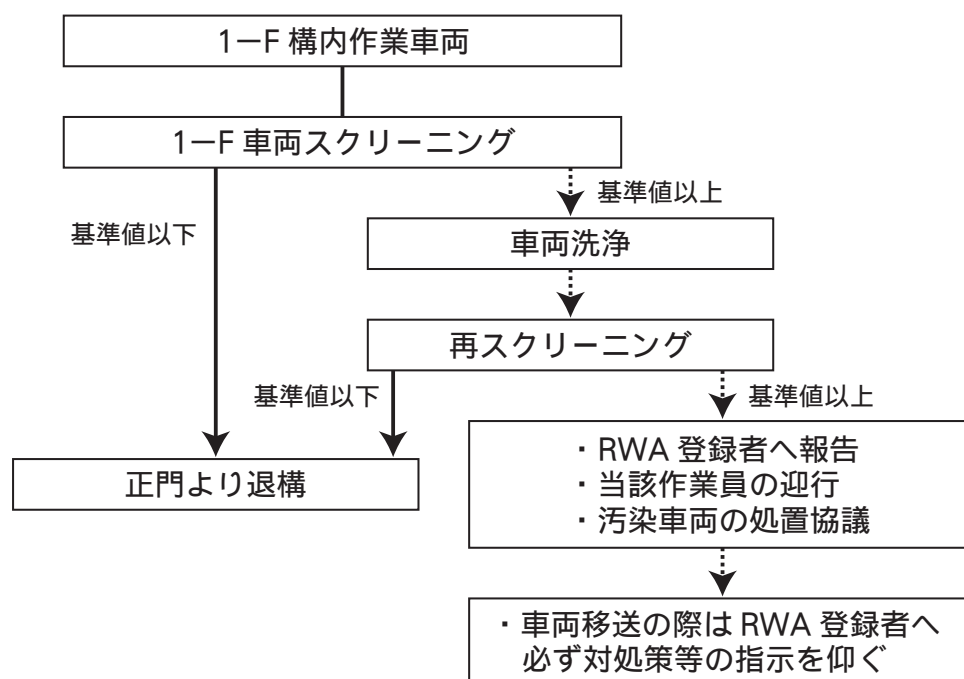 1ーF 構内作業車両
1ーF 車両スクリーニング
基準値以下
基準値以上
車両洗浄
再スクリーニング
基準値以下
基準値以上
正門より退構
・RWA 登録者へ報告
・当該作業員の迎行
・汚染車両の処置協議
・車両移送の際は RWA 登録者へ
必ず対処策等の指示を仰ぐ